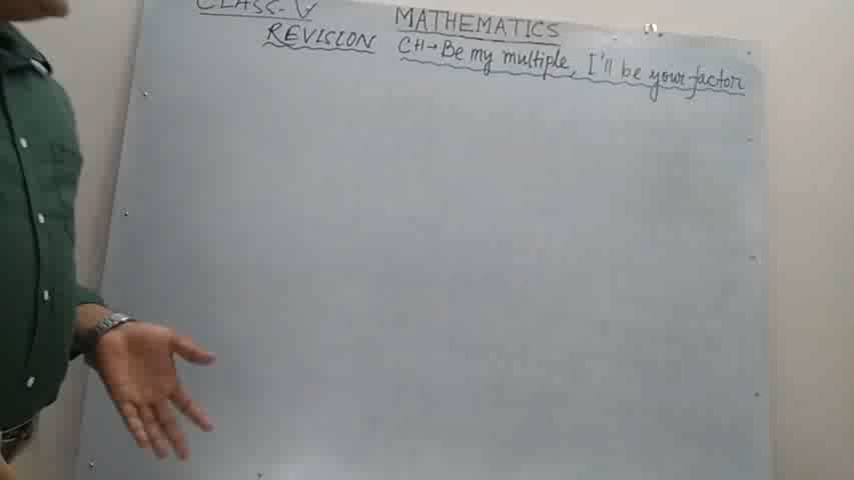 CLASS-V MATHEMATICS
REVISION CH→Be my multiple, I'll be your factor